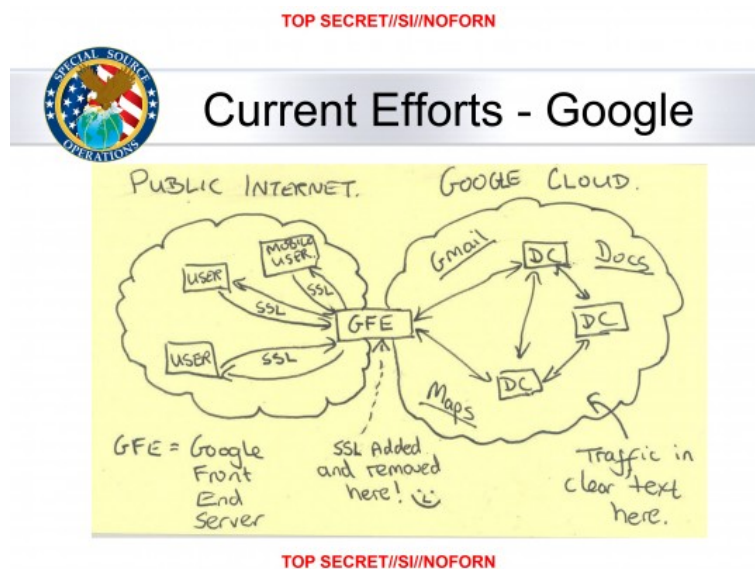 TOP SECRET//SI//NOFORN
SPECIAL SOURCE
OPERATIONS
Current Efforts - Google
PUBLIC INTERNET.
GOOGLE CLOUD.
MOBILE
USER.
USER
SSL
SSL
USER
SSL
GFE
Gmail
DC
Docs
DC
DC
Maps
GFE = Google
Front
End
Server
SSL Added
and removed
here!
Traffic in
clear text
here.
TOP SECRET//SI//NOFORN